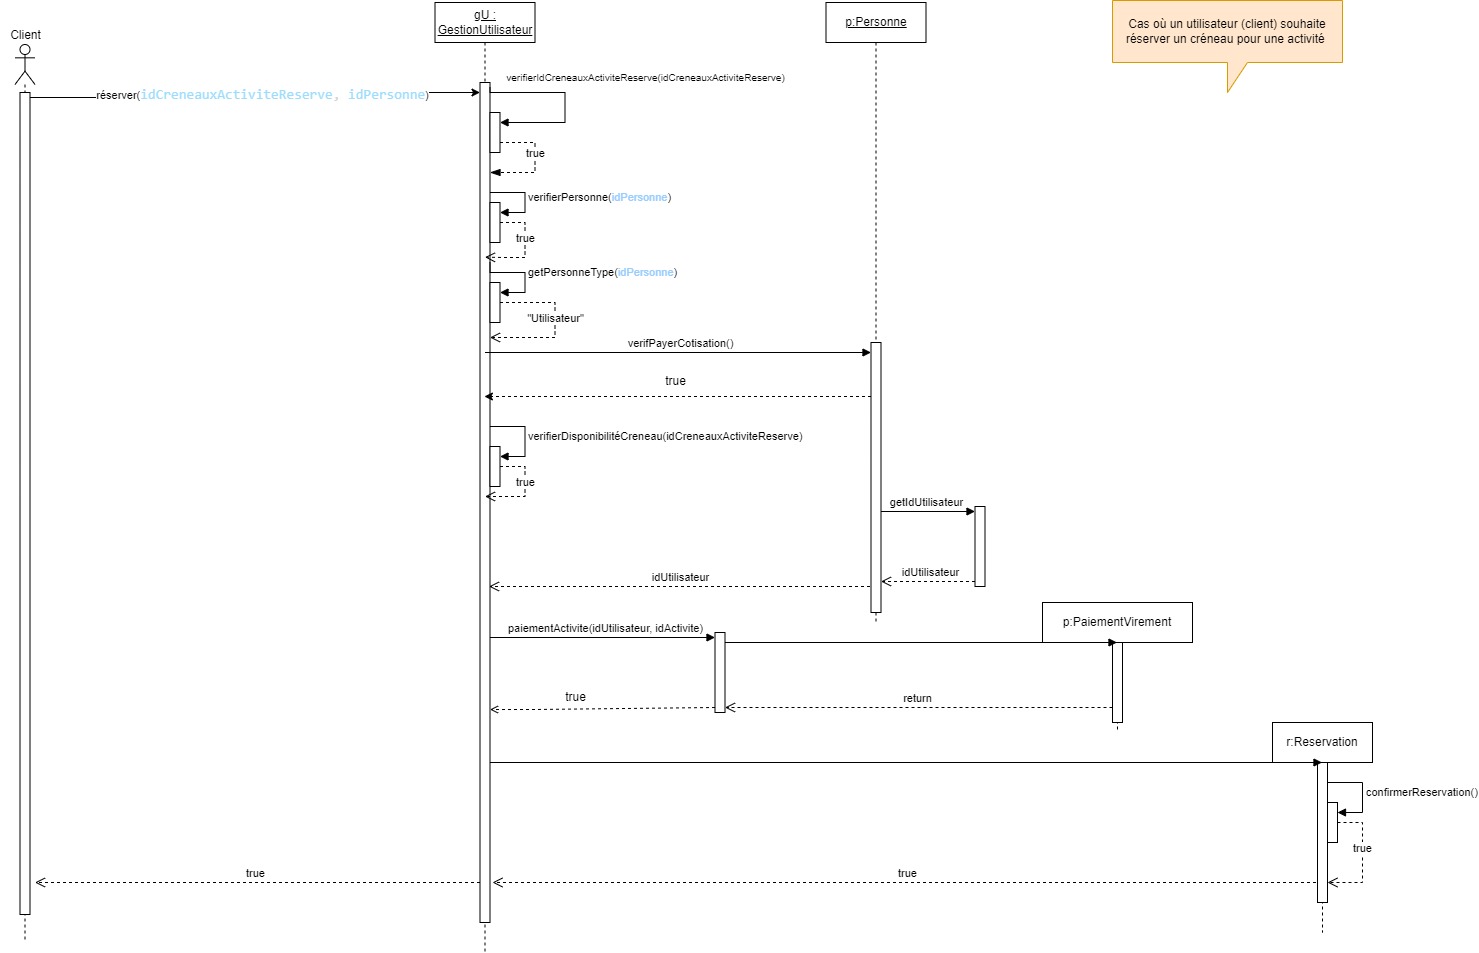 Client
gU :
GestionUtilisateur
p:Personne
Cas où un utilisateur (client) souhaite
réserver un créneau pour une activité
verifierIdCreneauxActiviteReserve(idCreneauxActiviteReserve)
réserver(idCreneauxActiviteReserve, idPersonne)
true
verifierPersonne(idPersonne)
true
getPersonneType(idPersonne)
"Utilisateur"
verifPayerCotisation()
true
verifierDisponibilitéCreneau(idCreneauxActiviteReserve)
true
getIdUtilisateur
idUtilisateur
idUtilisateur
paiementActivite(idUtilisateur, idActivite)
p:PaiementVirement
true
return
r:Reservation
confirmerReservation()
true
true
true